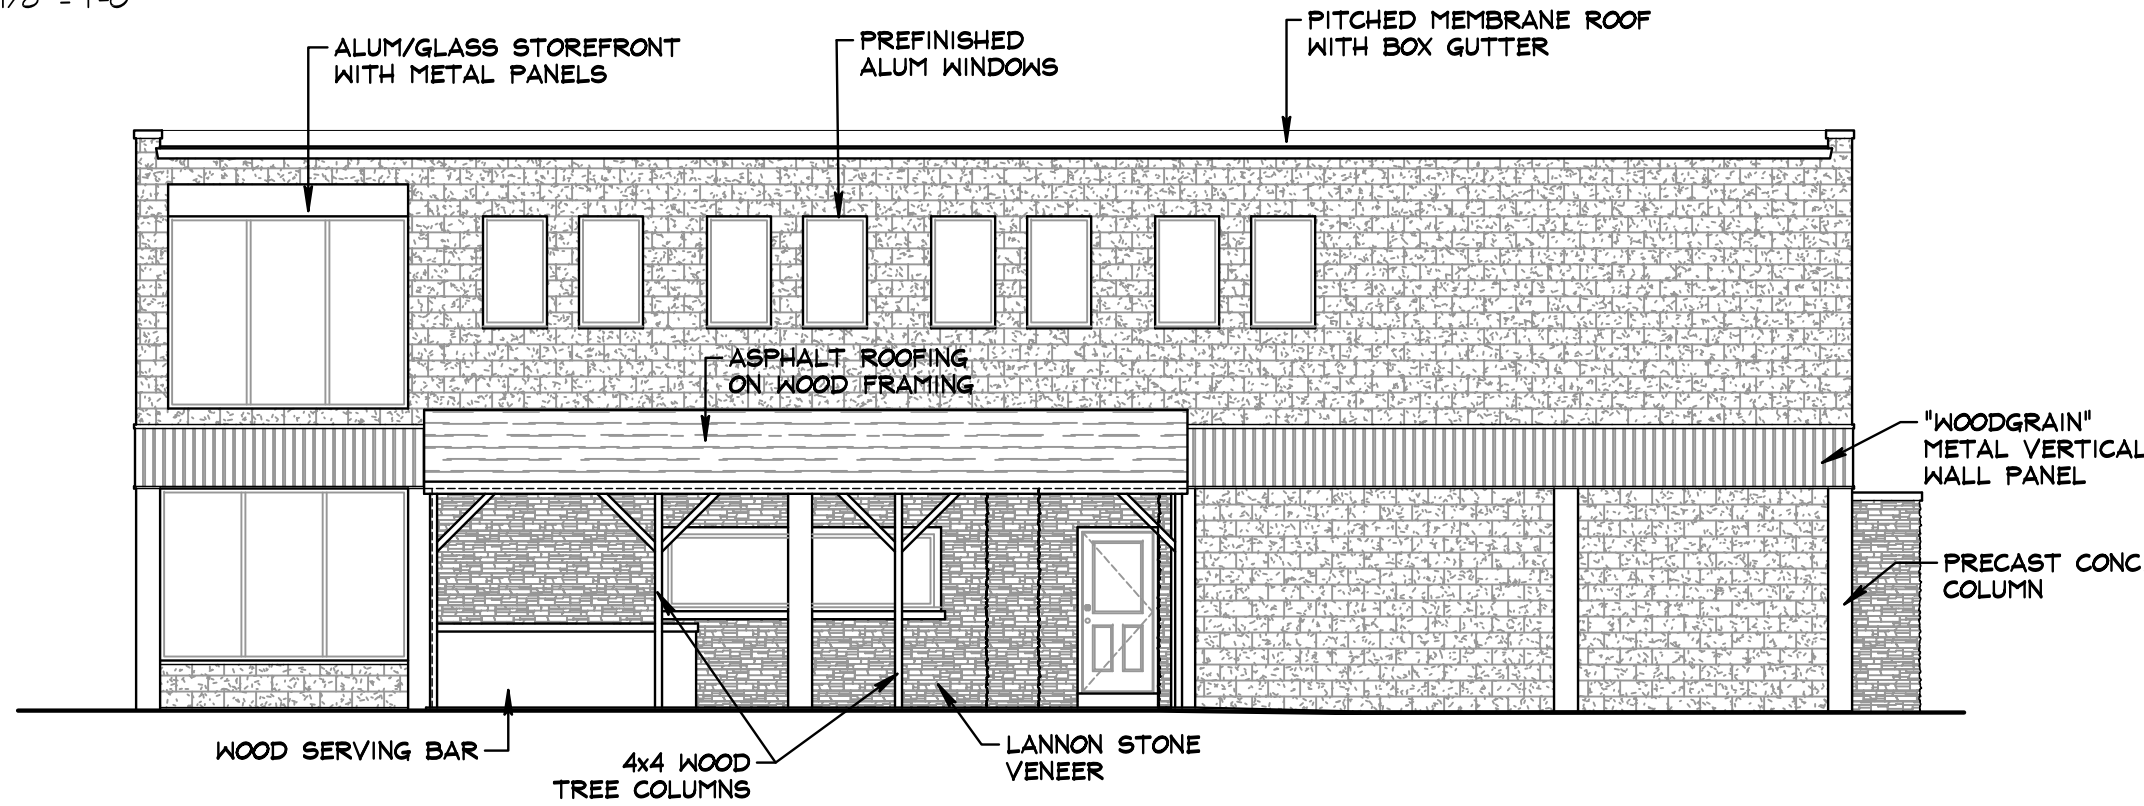 PITCHED MEMBRANE ROOF
WITH BOX GUTTER
ALUM/GLASS STOREFRONT
WITH METAL PANELS
PREFINISHED
ALUM WINDOWS
ASPHALT ROOFING
ON WOOD FRAMING
"WOODGRAIN"
METAL VERTICAL
WALL PANEL
PRECAST CONC
COLUMN
WOOD SERVING BAR
4x4 WOOD
TREE COLUMNS
LANNON STONE
VENEER